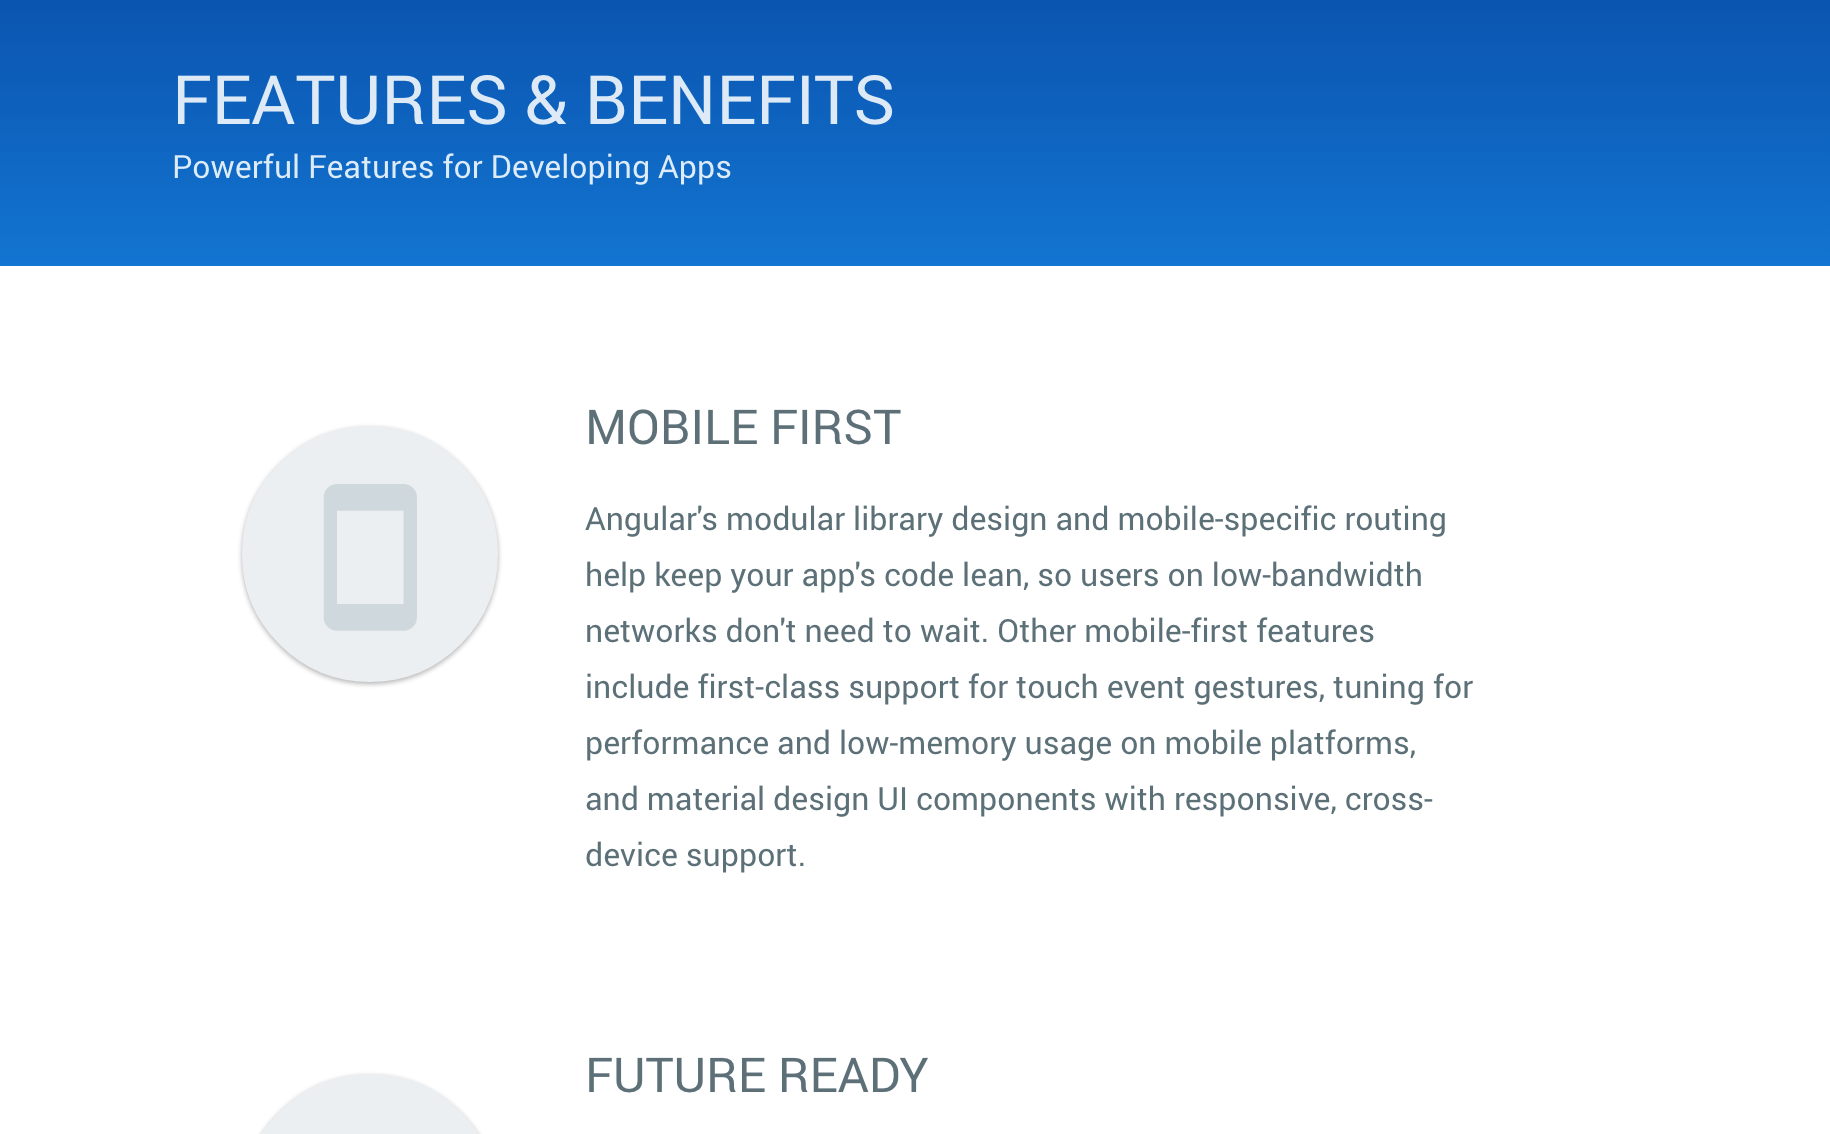 FEATURES & BENEFITS
Powerful Features for Developing Apps
MOBILE FIRST
Angular's modular library design and mobile-specific routing
help keep your app's code lean, so users on low-bandwidth
networks don't need to wait. Other mobile-first features
include first-class support for touch event gestures, tuning for
performance and low-memory usage on mobile platforms,
and material design UI components with responsive, cross-
device support.
FUTURE READY